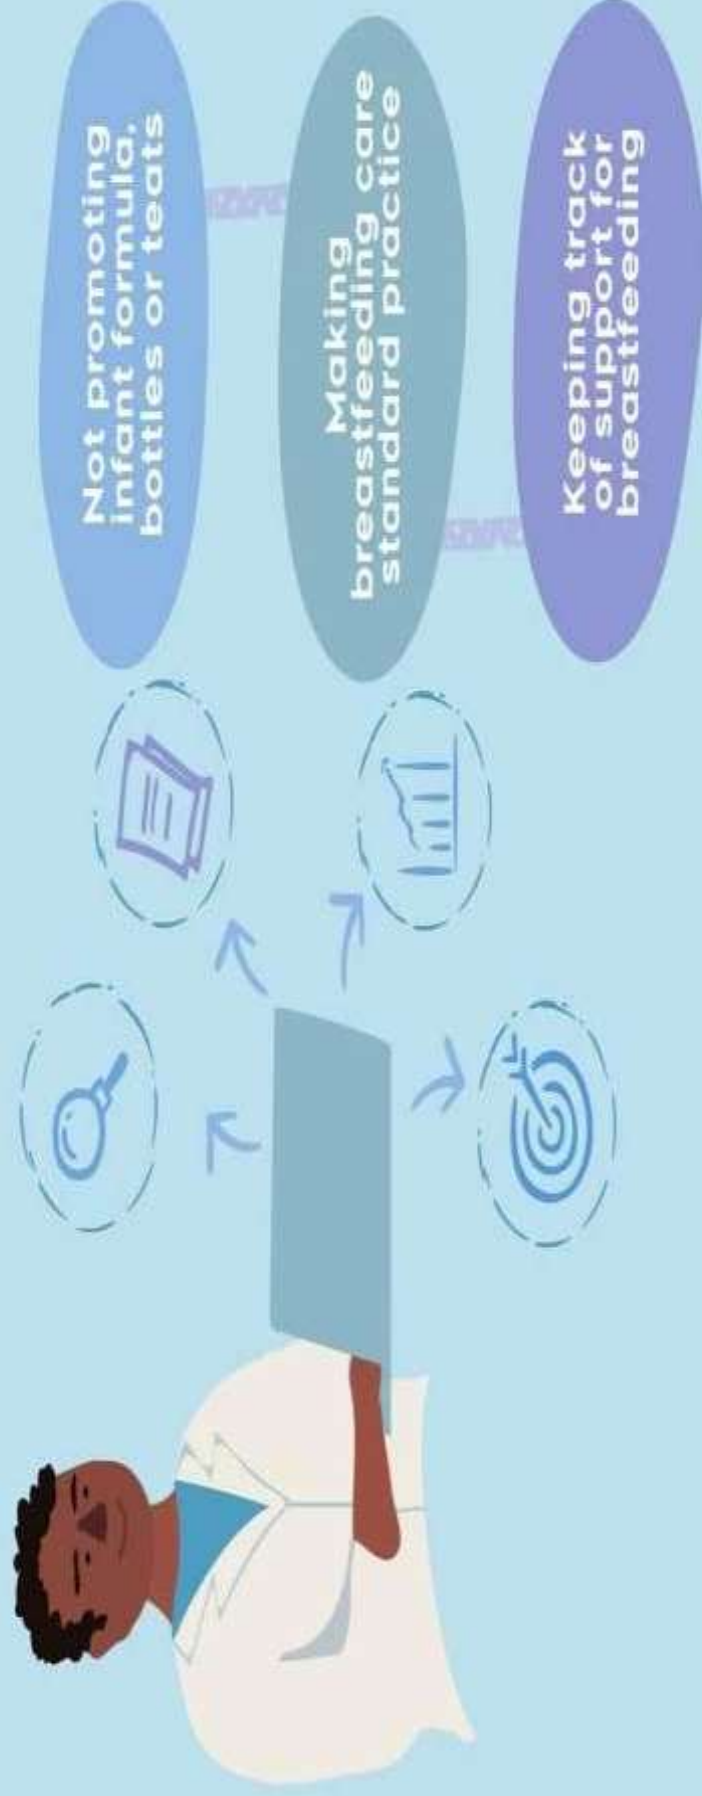 Not promoting
infant formula,
bottles or teats
Making
breastfeeding care
standard practice
Keeping track
of support for
breastfeeding